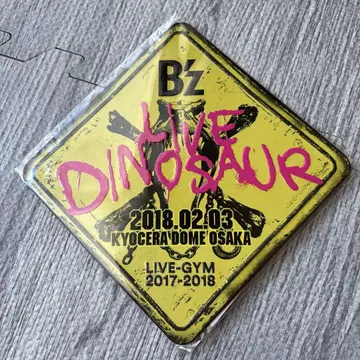 B'z
LIVE
DINOSAUR
2018.02.03
KYOCERA DOME OSAKA
LIVE-GYM
2017-2018